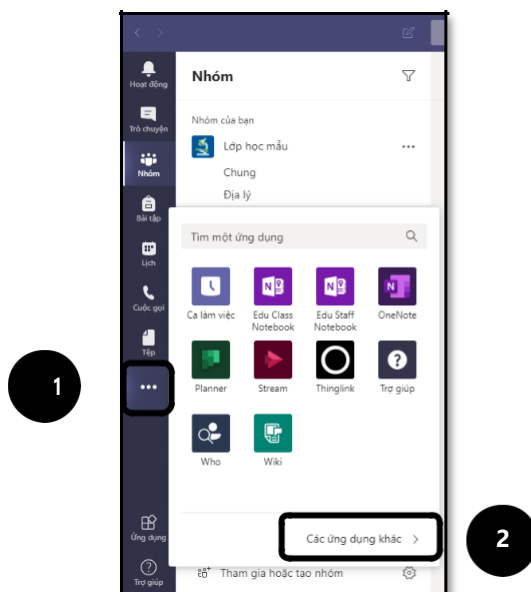 Hoạt động
Trò chuyện
Nhóm
Bài tập
Lịch
Cuộc gọi
Tệp
Ứng dụng
Trợ giúp
Nhóm
Nhóm của bạn
Lớp học mẫu
Chung
Địa lý
Tìm một ứng dụng
Ca làm việc
Edu Class
Notebook
Edu Staff
Notebook
OneNote
Planner
Stream
Thinglink
Trợ giúp
Who
Wiki
Các ứng dụng khác
Tham gia hoặc tạo nhóm
1
2